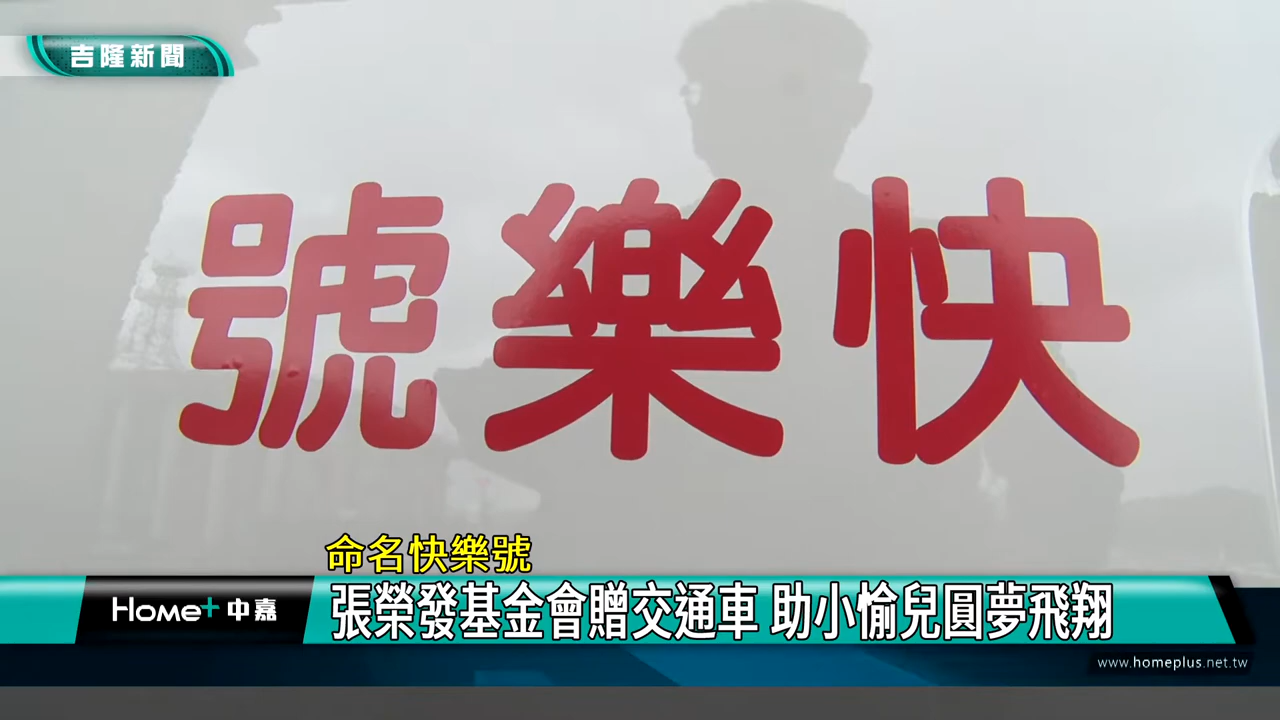 吉隆新聞
號樂快
命名快樂號
Home+中嘉
張榮發基金會贈交通車 助小愉兒圓夢飛翔
www.homeplus.net.tw